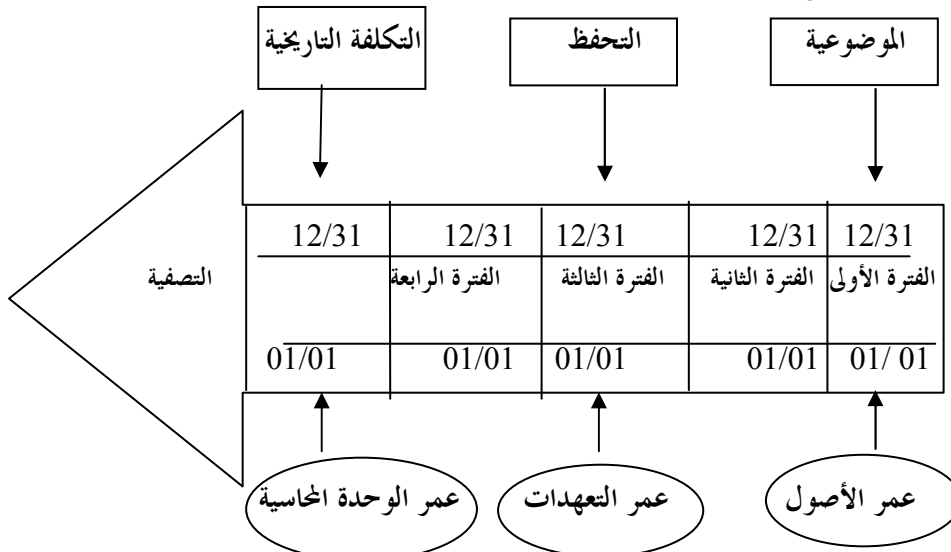 الموضوعية التحفظ التكلفة التاريخية
12/31 12/31 12/31 12/31 12/31
الفترة الأولى الفترة الثانية الفترة الثالثة الفترة الرابعة التصفية
01/ 01 01/01 01/01 01/01 01/01
عمر الأصول عمر التعهدات عمر الوحدة المحاسبية